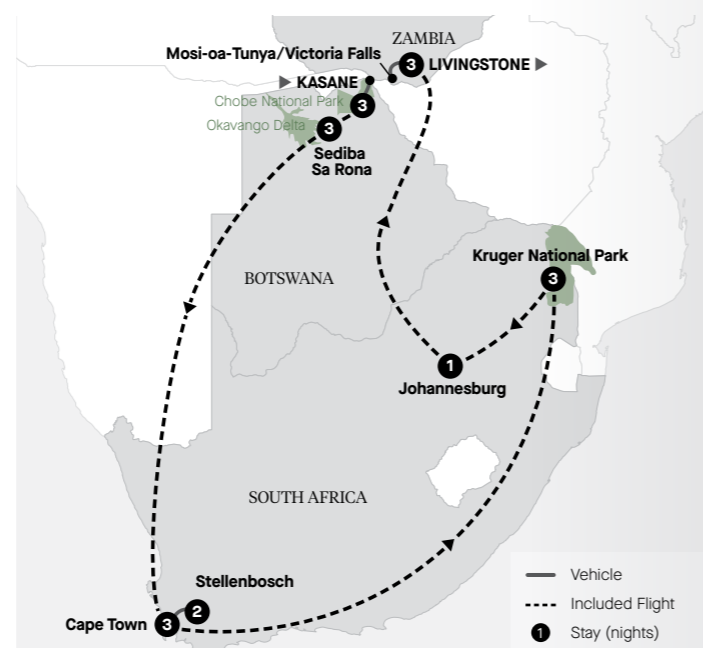 ZAMBIA
Mosi-oa-Tunya/Victoria Falls
3
LIVINGSTONE
KASANE
Chobe National Park
3
Okavango Delta
3
Sediba
Sa Rona
Kruger National Park
3
BOTSWANA
1
Johannesburg
SOUTH AFRICA
Stellenbosch
2
Cape Town
3
Vehicle
Included Flight
1 Stay (nights)